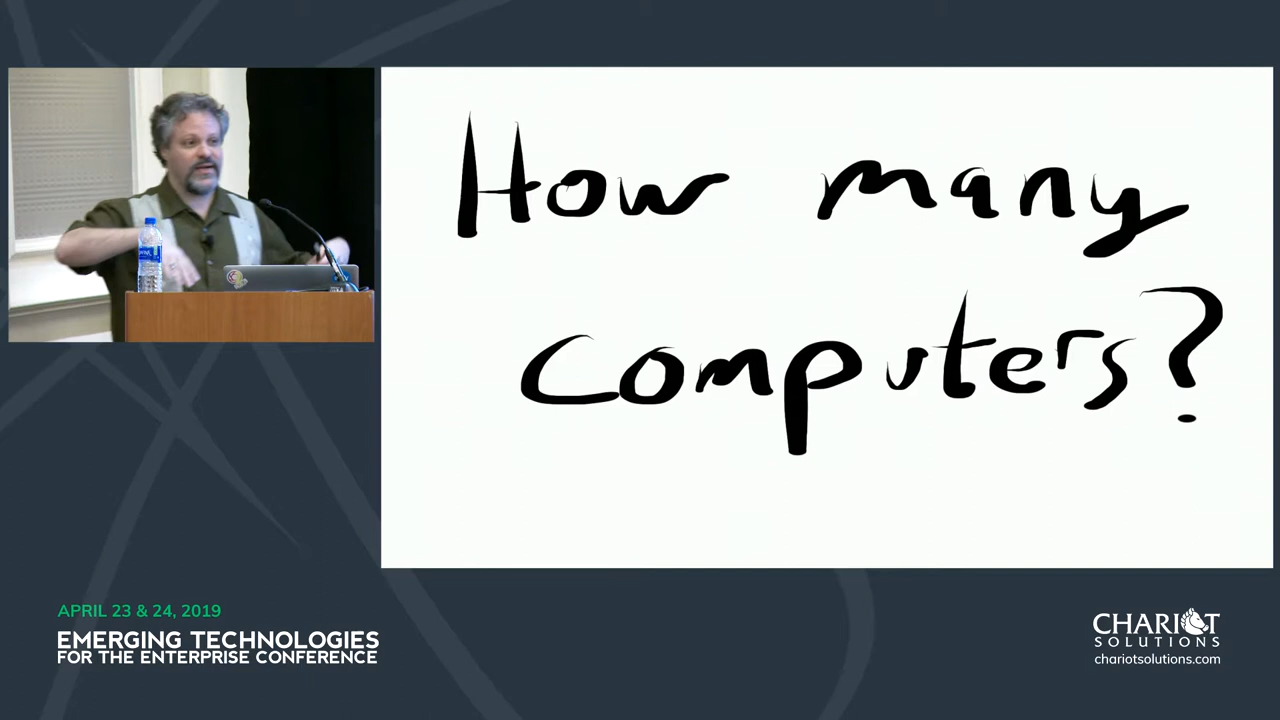 How many
computers?
APRIL 23 & 24, 2019
EMERGING TECHNOLOGIES
FOR THE ENTERPRISE CONFERENCE
CHARIOT
SOLUTIONS
chariotsolutions.com